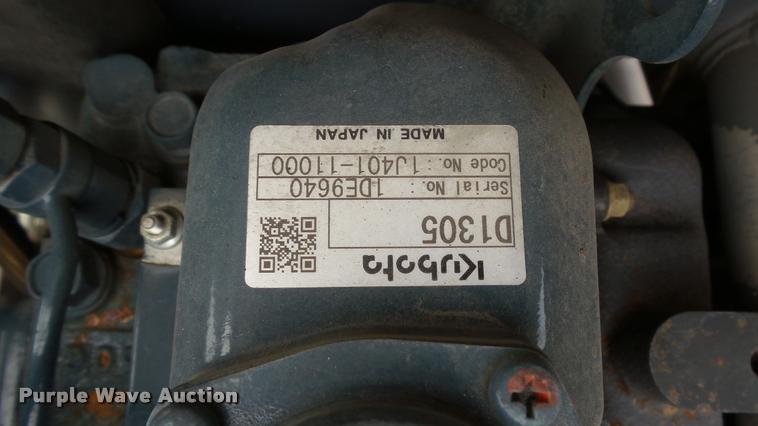 Kubota
D1305
Serial No. : 1DE9640
Code No. : 1J401-11000
MADE IN JAPAN
Purple Wave Auction